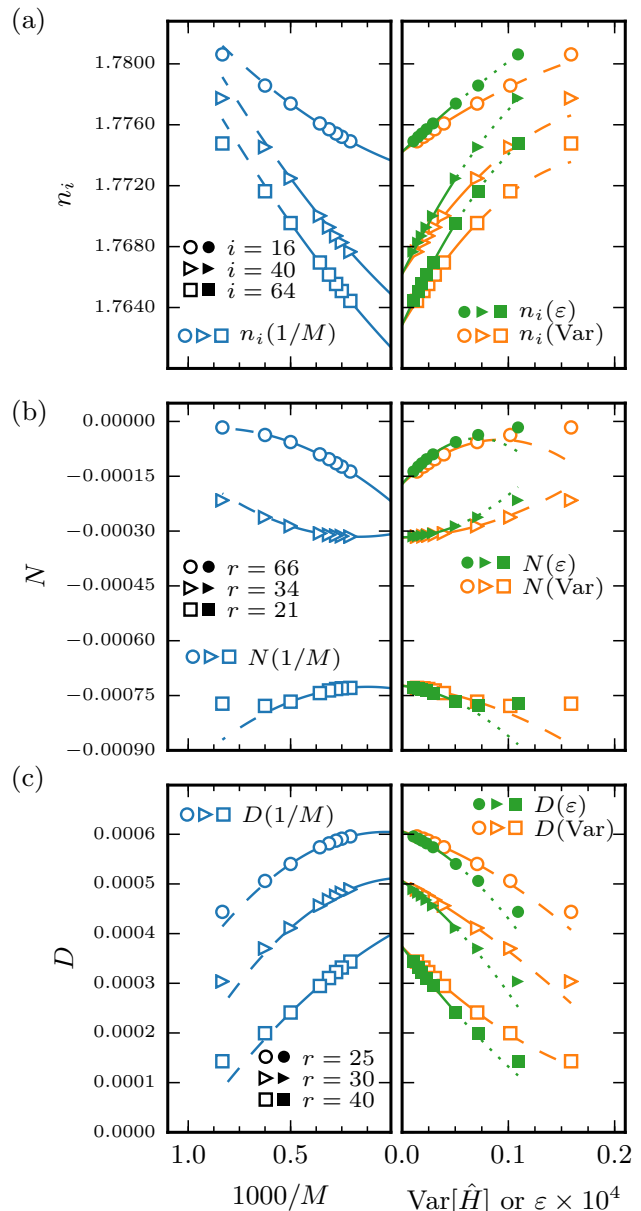 (a)
n_i
1.7800
1.7760
1.7720
1.7680
1.7640
i = 16
i = 40
i = 64
n_i(1/M)
n_i(ε)
n_i(Var)
(b)
N
0.00000
−0.00015
−0.00030
−0.00045
−0.00060
−0.00075
−0.00090
r = 66
r = 34
r = 21
N(1/M)
N(ε)
N(Var)
(c)
D
0.0006
0.0005
0.0004
0.0003
0.0002
0.0001
0.0000
D(1/M)
r = 25
r = 30
r = 40
D(ε)
D(Var)
1.0 0.5 0.0 0.1 0.2
1000/M
Var[Ĥ] or ε × 10⁴